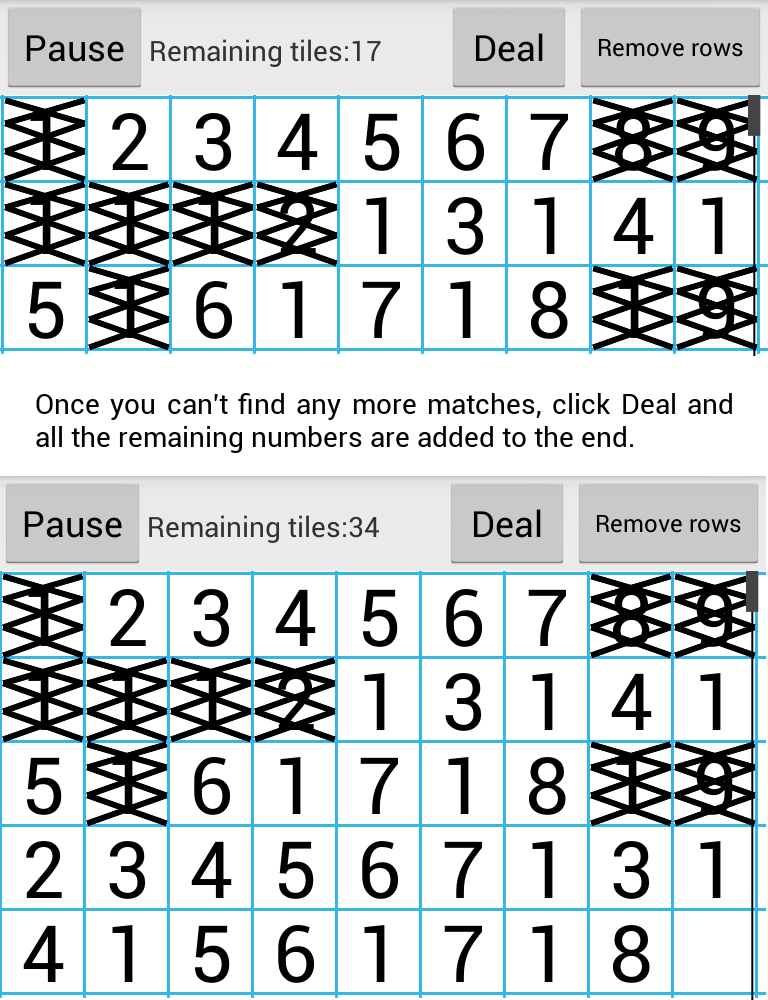 Pause Remaining tiles:17 Deal Remove rows
1 2 3 4 5 6 7 8 9
1 1 1 2 1 3 1 4 1
5 1 6 1 7 1 8 1 9
Once you can't find any more matches, click Deal and
all the remaining numbers are added to the end.
Pause Remaining tiles:34 Deal Remove rows
1 2 3 4 5 6 7 8 9
1 1 1 2 1 3 1 4 1
5 1 6 1 7 1 8 1 9
2 3 4 5 6 7 1 3 1
4 1 5 6 1 7 1 8